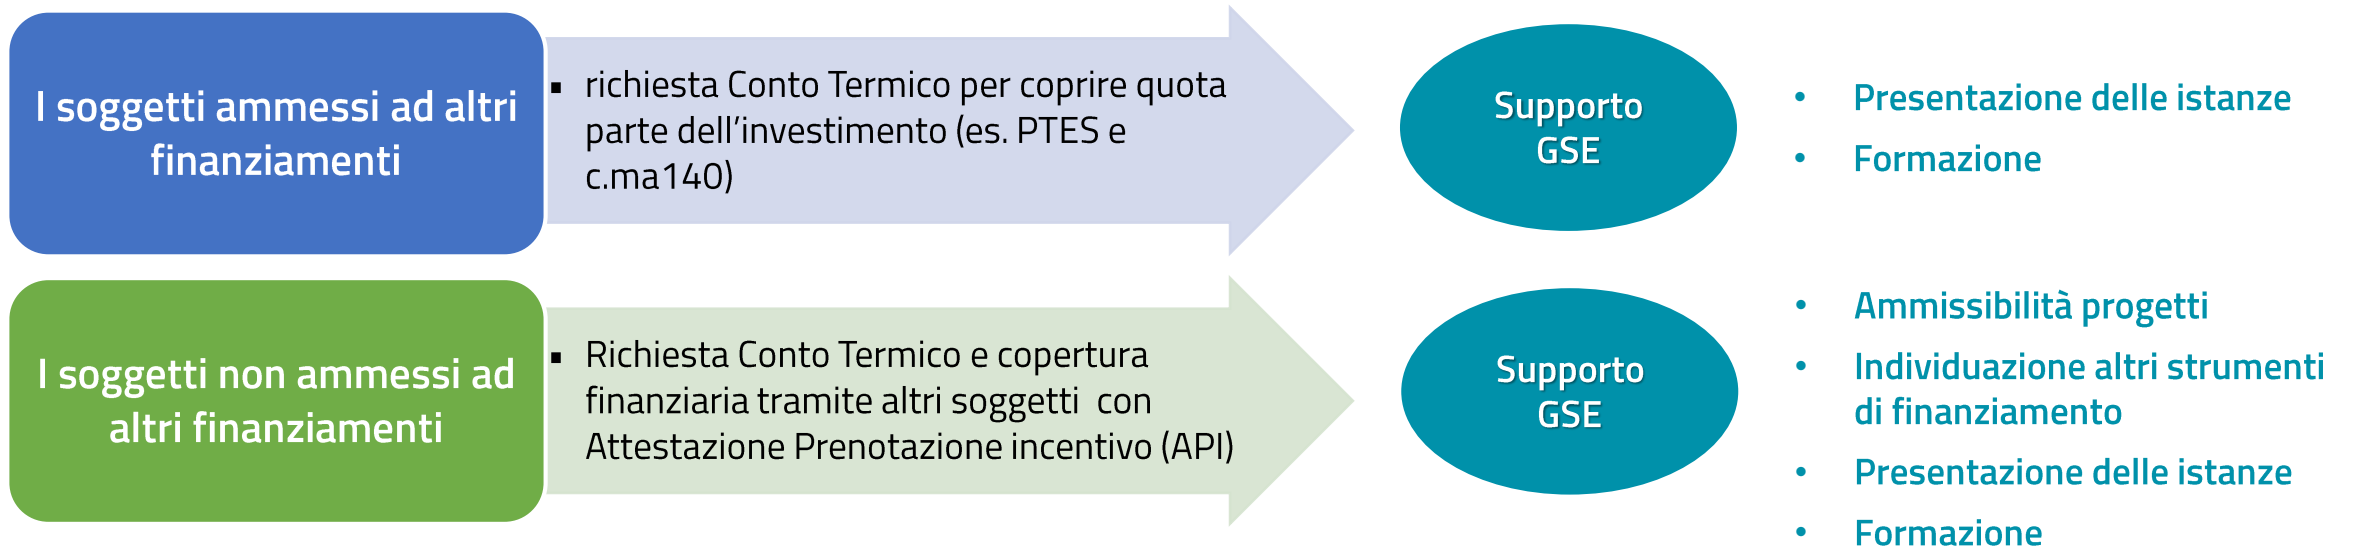 I soggetti ammessi ad altri
finanziamenti
▪ richiesta Conto Termico per coprire quota
parte dell’investimento (es. PTES e
c.ma140)
Supporto
GSE
• Presentazione delle istanze
• Formazione
I soggetti non ammessi ad
altri finanziamenti
▪ Richiesta Conto Termico e copertura
finanziaria tramite altri soggetti  con
Attestazione Prenotazione incentivo (API)
Supporto
GSE
• Ammissibilità progetti
• Individuazione altri strumenti
di finanziamento
• Presentazione delle istanze
• Formazione